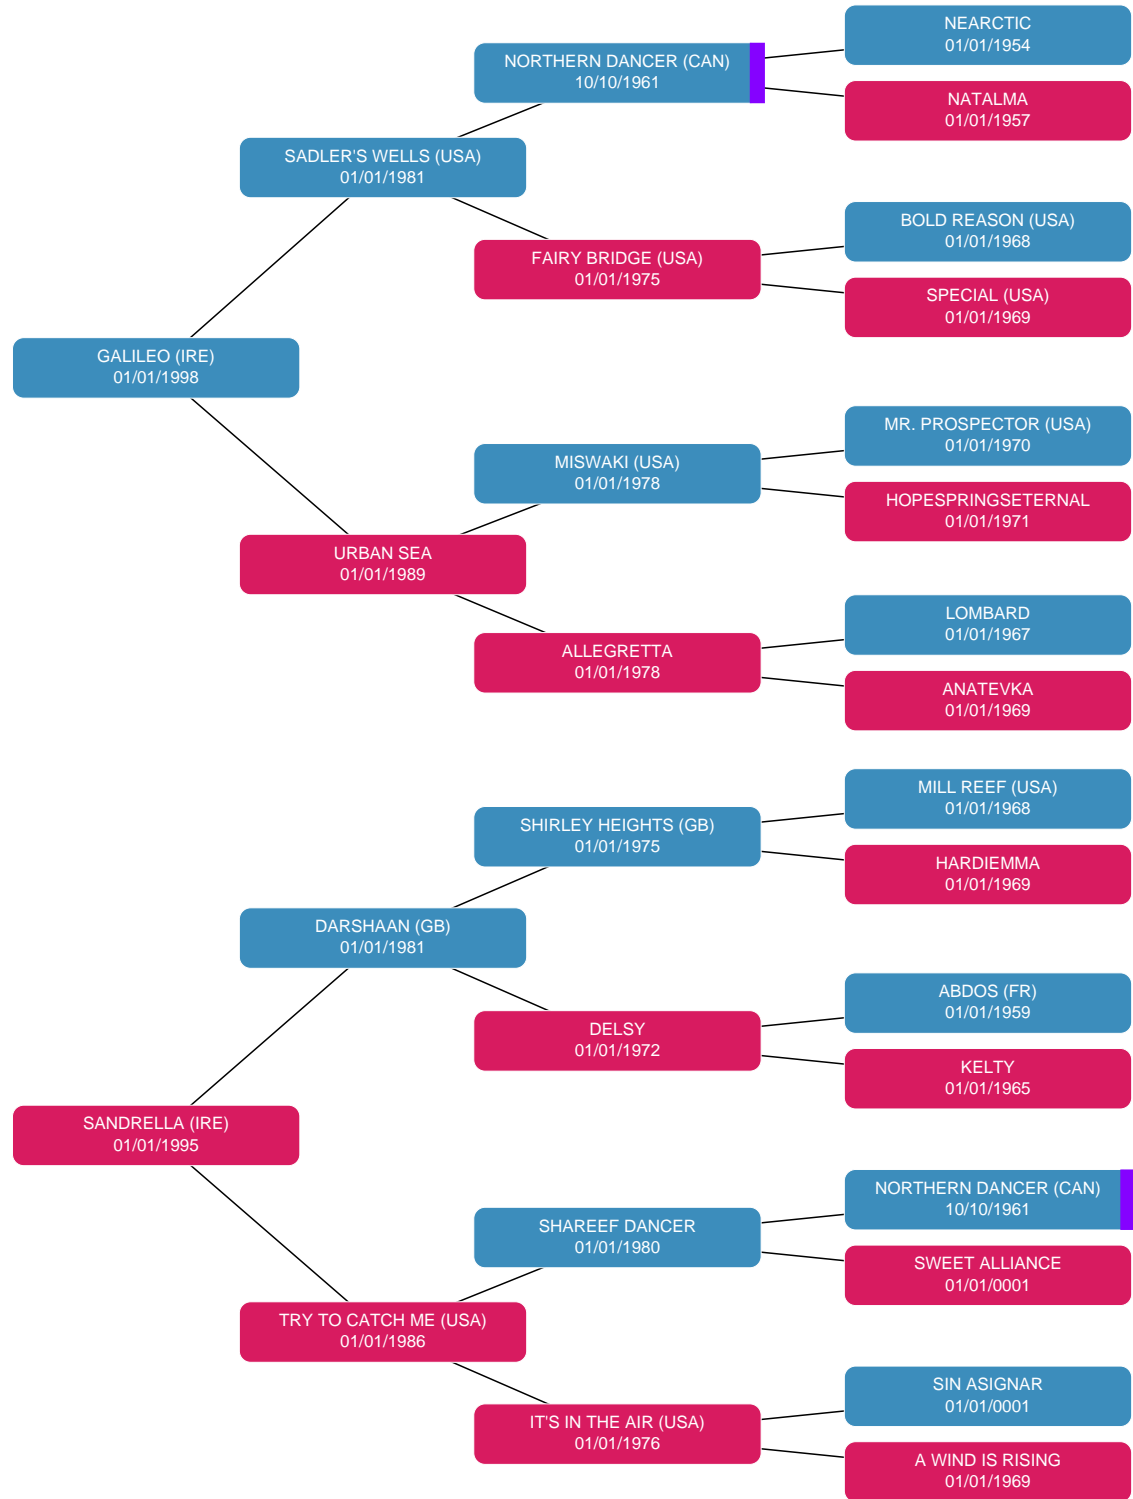 NEARCTIC
01/01/1954
NORTHERN DANCER (CAN)
10/10/1961
NATALMA
01/01/1957
SADLER'S WELLS (USA)
01/01/1981
BOLD REASON (USA)
01/01/1968
FAIRY BRIDGE (USA)
01/01/1975
SPECIAL (USA)
01/01/1969
GALILEO (IRE)
01/01/1998
MR. PROSPECTOR (USA)
01/01/1970
MISWAKI (USA)
01/01/1978
HOPESPRINGSETERNAL
01/01/1971
URBAN SEA
01/01/1989
LOMBARD
01/01/1967
ALLEGRETTA
01/01/1978
ANATEVKA
01/01/1969
MILL REEF (USA)
01/01/1968
SHIRLEY HEIGHTS (GB)
01/01/1975
HARDIEMMA
01/01/1969
DARSHAAN (GB)
01/01/1981
ABDOS (FR)
01/01/1959
DELSY
01/01/1972
KELTY
01/01/1965
SANDRELLA (IRE)
01/01/1995
NORTHERN DANCER (CAN)
10/10/1961
SHAREEF DANCER
01/01/1980
SWEET ALLIANCE
01/01/0001
TRY TO CATCH ME (USA)
01/01/1986
SIN ASIGNAR
01/01/0001
IT'S IN THE AIR (USA)
01/01/1976
A WIND IS RISING
01/01/1969